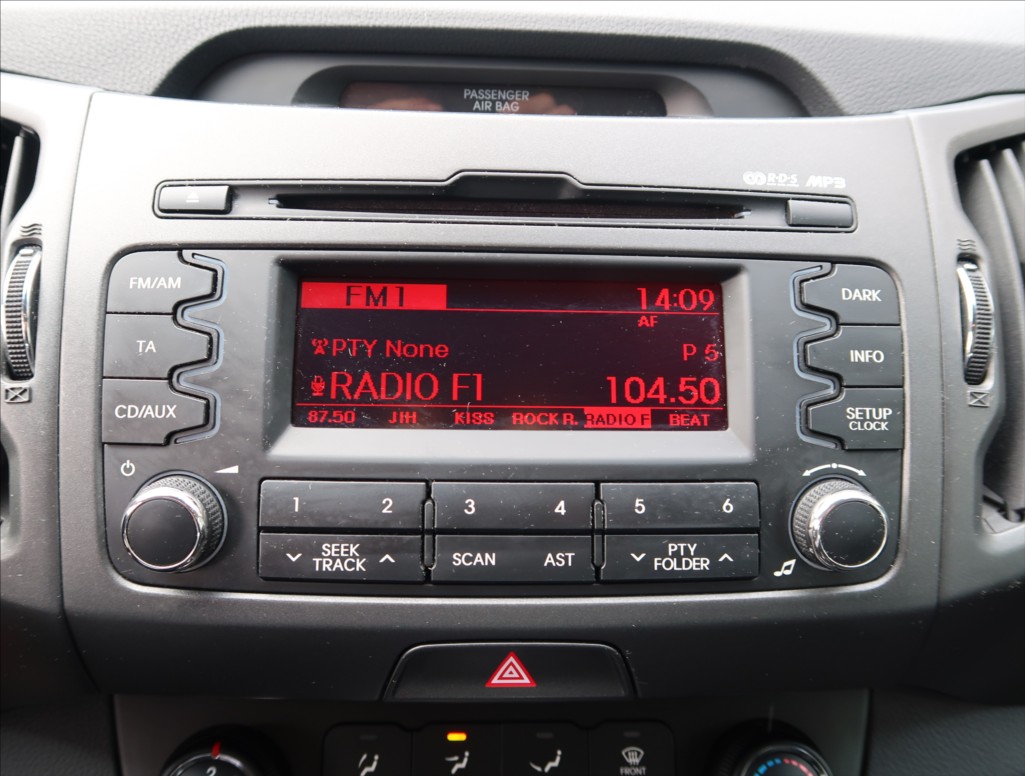 PASSENGER
AIR BAG
R·D·S MP3
FM/AM
TA
CD/AUX
FM1 14:09
AF
PTY None P 5
RADIO F1 104.50
87.50 JIH KISS ROCK R. RADIO F BEAT
DARK
INFO
SETUP
CLOCK
1 2 3 4 5 6
SEEK
TRACK
SCAN AST
PTY
FOLDER
2
FRONT